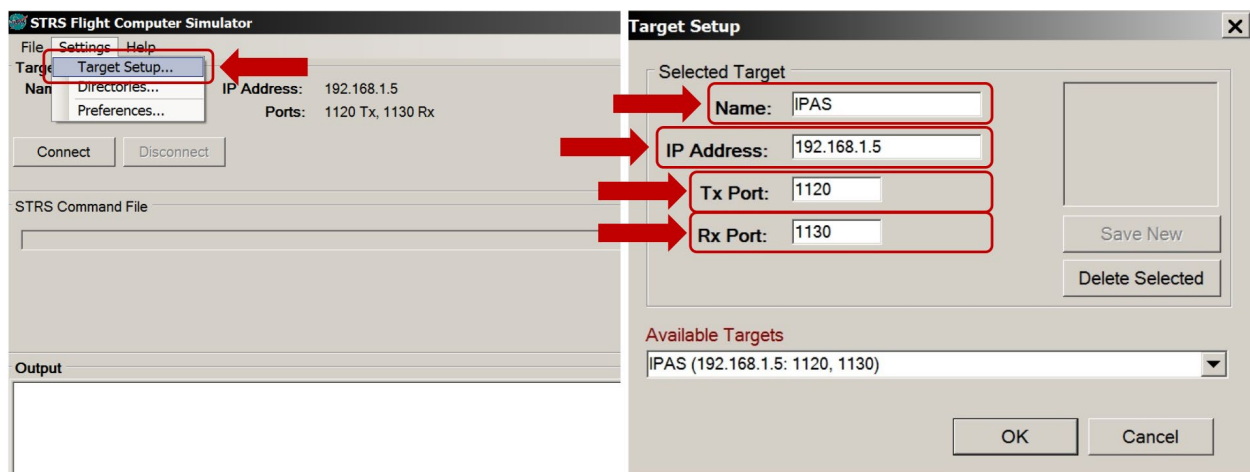 STRS Flight Computer Simulator
File Settings Help
Targe
Target Setup...
Nan
Directories...
IP Address: 192.168.1.5
Preferences...
Ports: 1120 Tx, 1130 Rx
Connect Disconnect
STRS Command File
Output
Target Setup
Selected Target
Name: IPAS
IP Address: 192.168.1.5
Tx Port: 1120
Rx Port: 1130
Save New
Delete Selected
Available Targets
IPAS (192.168.1.5: 1120, 1130)
OK Cancel